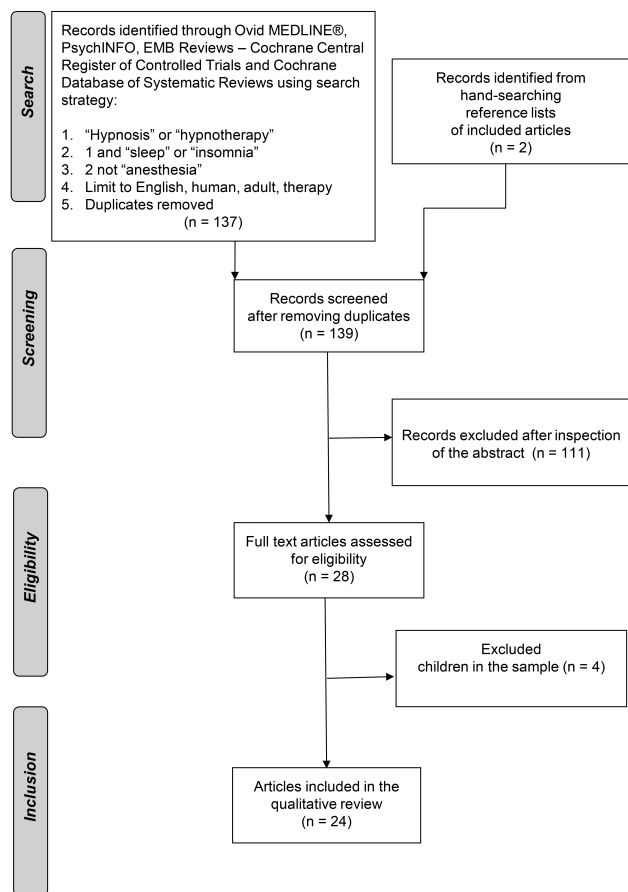 Search
Records identified through Ovid MEDLINE®,
PsychINFO, EMB Reviews – Cochrane Central
Register of Controlled Trials and Cochrane
Database of Systematic Reviews using search
strategy:
1. "Hypnosis" or "hypnotherapy"
2. 1 and "sleep" or "insomnia"
3. 2 not "anesthesia"
4. Limit to English, human, adult, therapy
5. Duplicates removed
(n = 137)
Records identified from
hand-searching
reference lists
of included articles
(n = 2)
Screening
Records screened
after removing duplicates
(n = 139)
Records excluded after inspection
of the abstract (n = 111)
Eligibility
Full text articles assessed
for eligibility
(n = 28)
Excluded
children in the sample (n = 4)
Inclusion
Articles included in the
qualitative review
(n = 24)